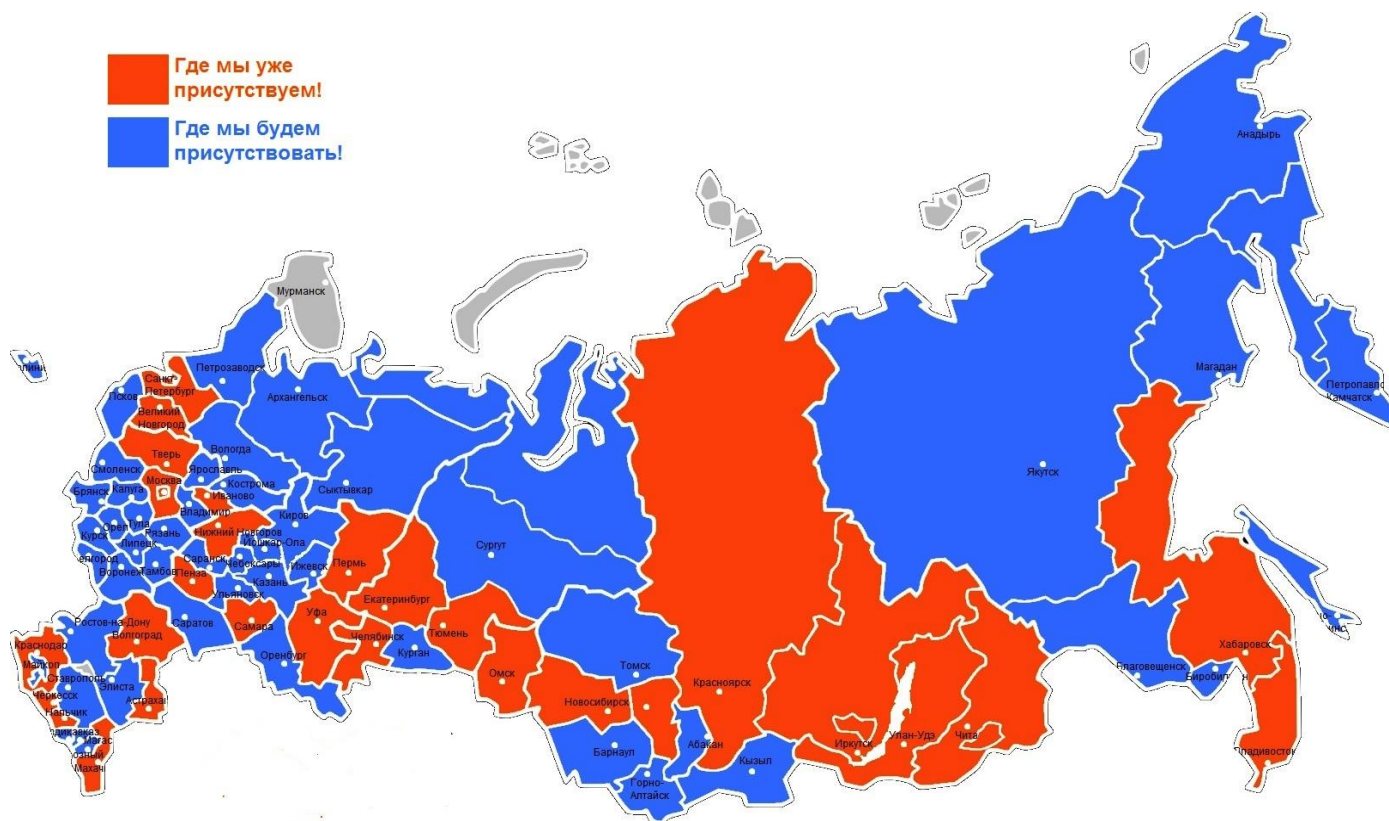 Где мы уже
присутствуем!
Где мы будем
присутствовать!
Анадырь
Мурманск
Магадан
Петрозаводск
Санкт
Петербург
Псков
Архангельск
Камчатск
Великий
Новгород
Тверь
Вологда
Смоленск
Ярославль
Якутск
Москва
Кострома
Сыктывкар
Брянск
Калуга
Иваново
Владимир
Киров
Орел
Тула
Курск
Рязань
Нижний Новгоров
Йошкар-Ола
Липецк
Сургут
Саранск
Чебоксары
Пермь
Ижевск
Воронеж
Тамбов
Пенза
Казань
Ульяновск
Екатеринбург
Уфа
Ростов-на-Дону
Саратов
Самара
Волгоград
Челябинск
Тюмень
Краснодар
Курган
Хабаровск
Оренбург
Майкоп
Томск
Благовещенск
Ставрополь
Омск
Биробид
Элиста
Красноярск
Черкесск
Новосибирск
Нальчик
Иркутск
Улан-Удэ
Чита
Магас
Абакан
Барнаул
Владивосток
Кызыл
Горно-
Алтайск